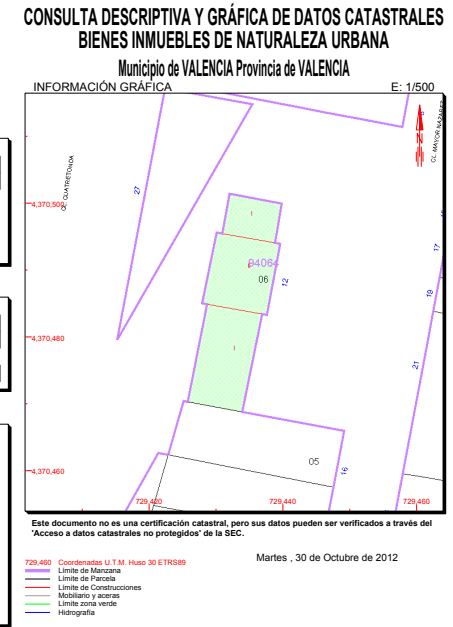 CONSULTA DESCRIPTIVA Y GRÁFICA DE DATOS CATASTRALES
BIENES INMUEBLES DE NATURALEZA URBANA
Municipio de VALENCIA Provincia de VALENCIA
INFORMACIÓN GRÁFICA
E: 1/500
CL. MAYOR NAZARET
CL. CUATRETONDA
27
4,370,500
I
17
94064
06
12
19
4,370,480
I
21
05
16
4,370,460
729,420
729,440
729,460
Este documento no es una certificación catastral, pero sus datos pueden ser verificados a través del
'Acceso a datos catastrales no protegidos' de la SEC.
729,460 Coordenadas U.T.M. Huso 30 ETRS89
Martes , 30 de Octubre de 2012
Límite de Manzana
Límite de Parcela
Límite de Construcciones
Mobiliario y aceras
Límite zona verde
Hidrografía